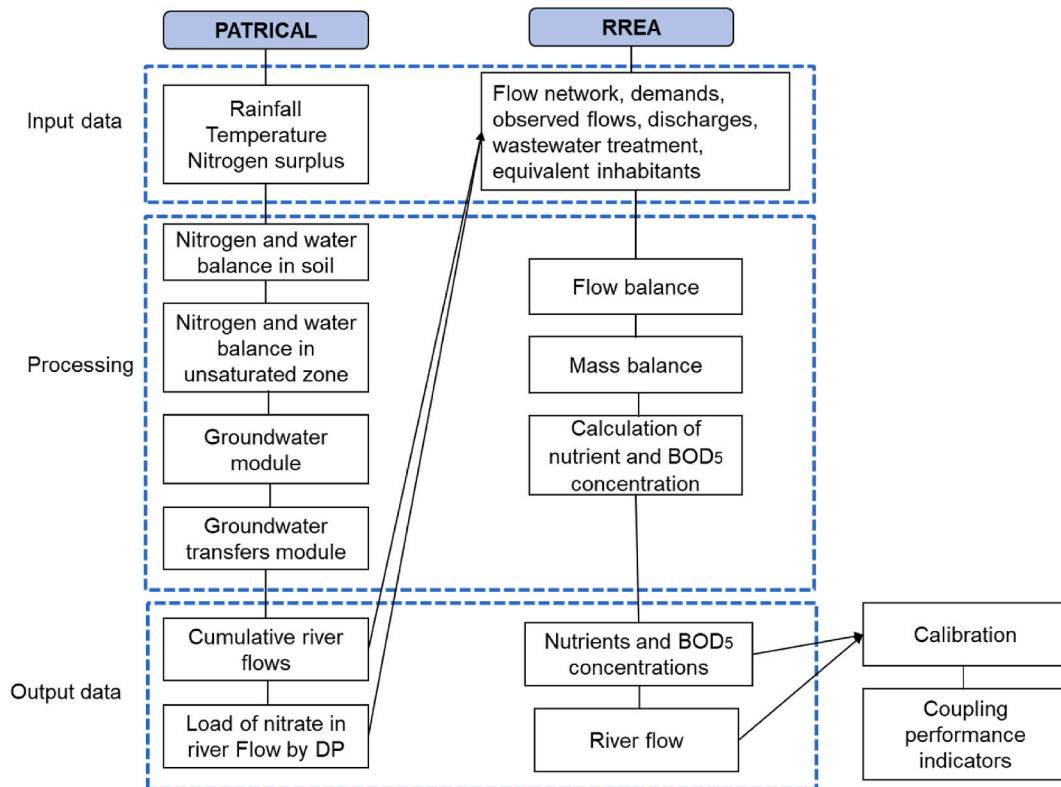 PATRICAL
RREA
Input data
Rainfall
Temperature
Nitrogen surplus
Flow network, demands,
observed flows, discharges,
wastewater treatment,
equivalent inhabitants
Processing
Nitrogen and water
balance in soil
Nitrogen and water
balance in
unsaturated zone
Groundwater
module
Groundwater
transfers module
Flow balance
Mass balance
Calculation of
nutrient and BOD₅
concentration
Output data
Cumulative river
flows
Load of nitrate in
river Flow by DP
Nutrients and BOD₅
concentrations
River flow
Calibration
Coupling
performance
indicators